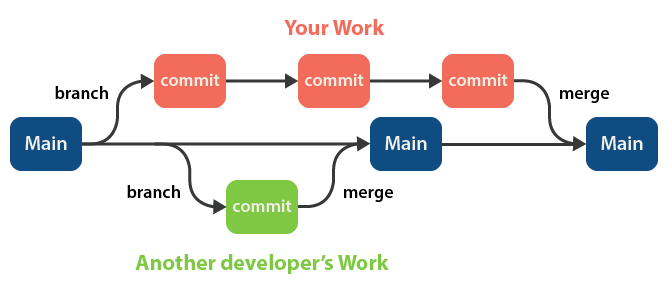 Your Work
commit commit commit
branch merge
Main Main Main
branch merge
commit
Another developer's Work